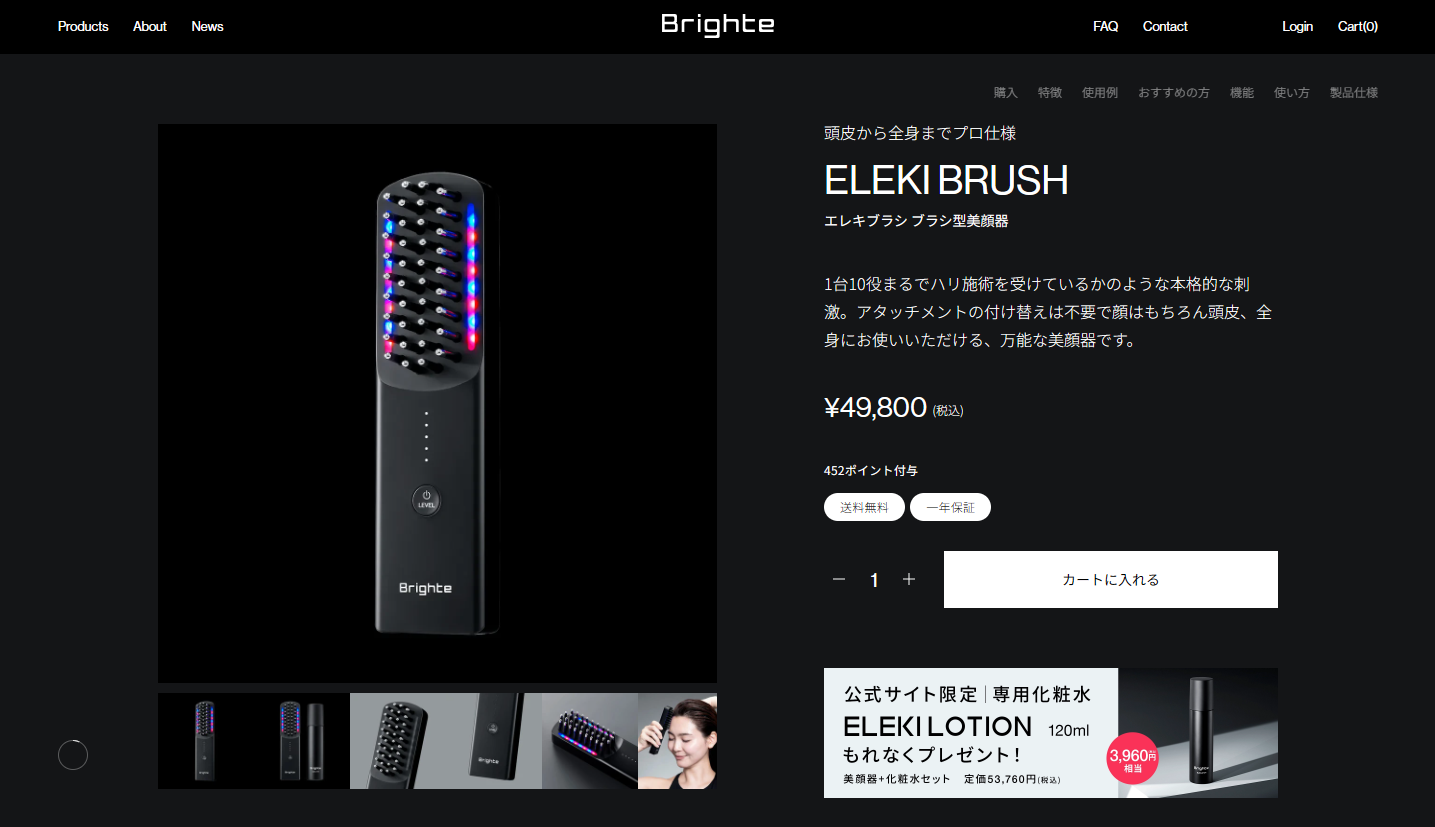 Products About News
Brighte
FAQ Contact
Login Cart(0)
購入 特徴 使用例 おすすめの方 機能 使い方 製品仕様
LEVEL
Brighte
頭皮から全身までプロ仕様
ELEKI BRUSH
エレキブラシ ブラシ型美顔器
1台10役まるでハリ施術を受けているかのような本格的な刺
激。アタッチメントの付け替えは不要で顔はもちろん頭皮、全
身にお使いいただける、万能な美顔器です。
¥49,800 (税込)
452ポイント付与
送料無料 一年保証
1
カートに入れる
公式サイト限定|専用化粧水
ELEKI LOTION 120ml
もれなくプレゼント!
美顔器+化粧水セット 定価53,760円(税込)
3,960円
相当
Brighte
Brighte